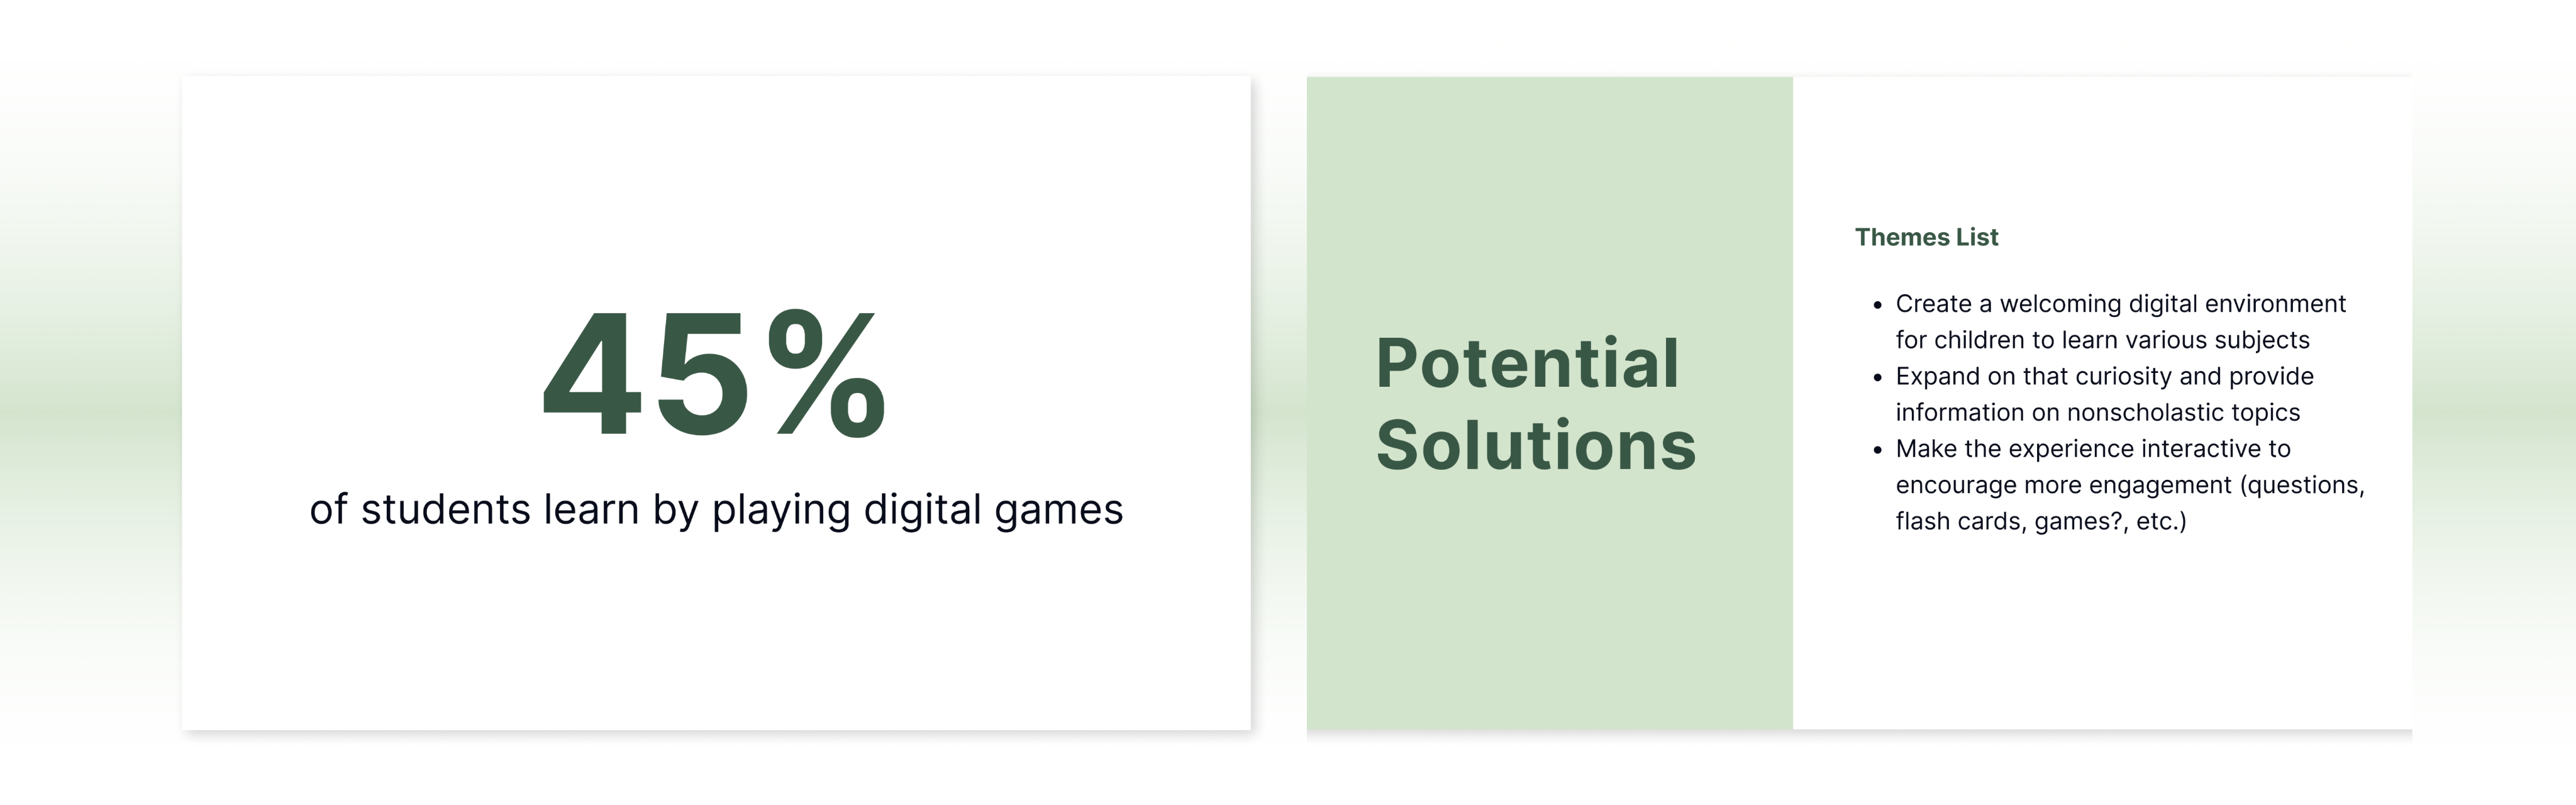 45%
of students learn by playing digital games
Potential
Solutions
Themes List
• Create a welcoming digital environment
for children to learn various subjects
• Expand on that curiosity and provide
information on nonscholastic topics
• Make the experience interactive to
encourage more engagement (questions,
flash cards, games?, etc.)